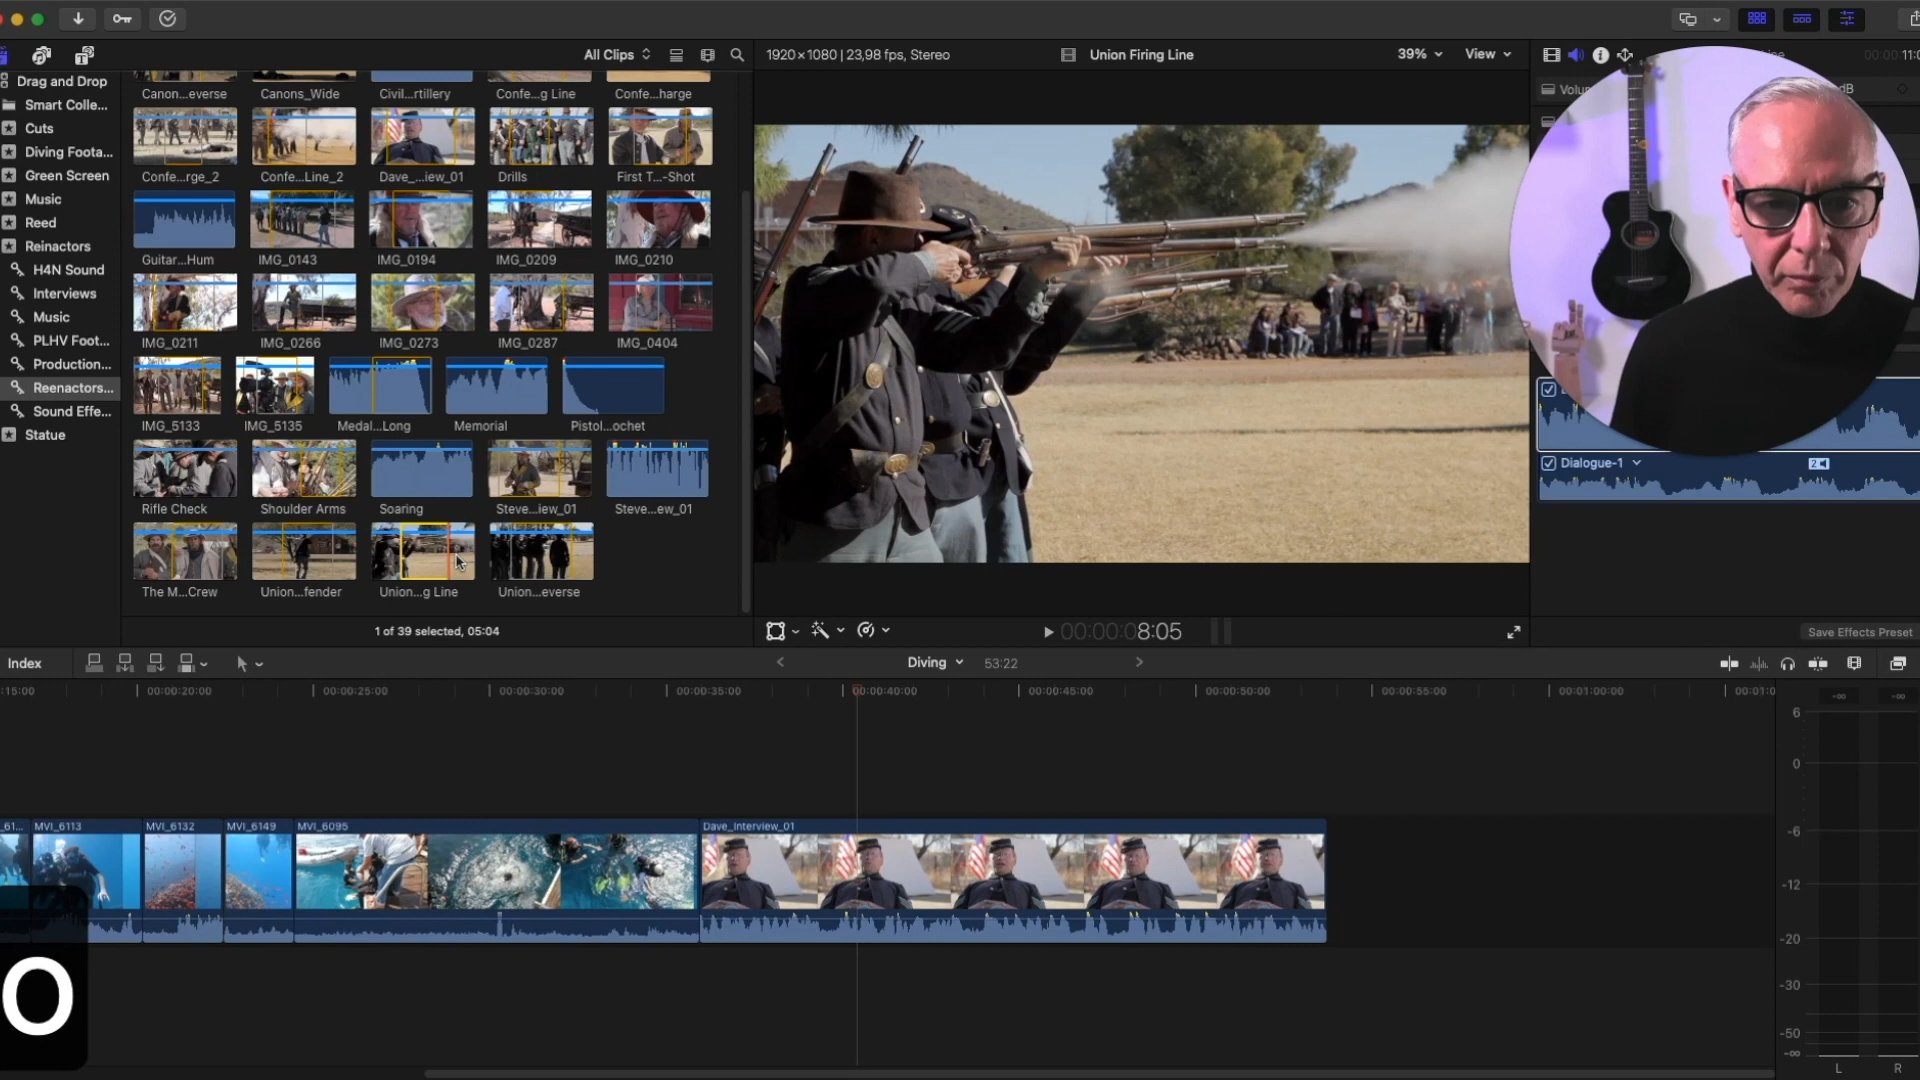 All Clips
1920×1080 | 23,98 fps, Stereo
Union Firing Line
39%
View
Drag and Drop
Smart Colle...
Cuts
Diving Foota...
Green Screen
Music
Reed
Reinactors
H4N Sound
Interviews
Music
PLHV Foot...
Production...
Reenactors...
Sound Effe...
Statue
Canon...everse
Canons_Wide
Civil...rtillery
Confe...g Line
Confe...harge
Confe...rge_2
Confe...Line_2
Dave_...iew_01
Drills
First T...-Shot
Guitar...Hum
IMG_0143
IMG_0194
IMG_0209
IMG_0210
IMG_0211
IMG_0266
IMG_0273
IMG_0287
IMG_0404
IMG_5133
IMG_5135
Medal...Long
Memorial
Pistol...ochet
Rifle Check
Shoulder Arms
Soaring
Steve...iew_01
Steve...ew_01
The M...Crew
Union...fender
Union...g Line
Union...everse
1 of 39 selected, 05:04
00:00:08:05
dB
Dialogue-1
2
Save Effects Preset
Index
Diving
53:22
:15:00
00:00:20:00
00:00:25:00
00:00:30:00
00:00:35:00
00:00:40:00
00:00:45:00
00:00:50:00
00:00:55:00
00:01:00:00
00:01:0
_61...
MVI_6113
MVI_6132
MVI_6149
MVI_6095
Dave_Interview_01
O
-∞
-∞
6
0
-6
-12
-20
-30
-50
-∞
L
R